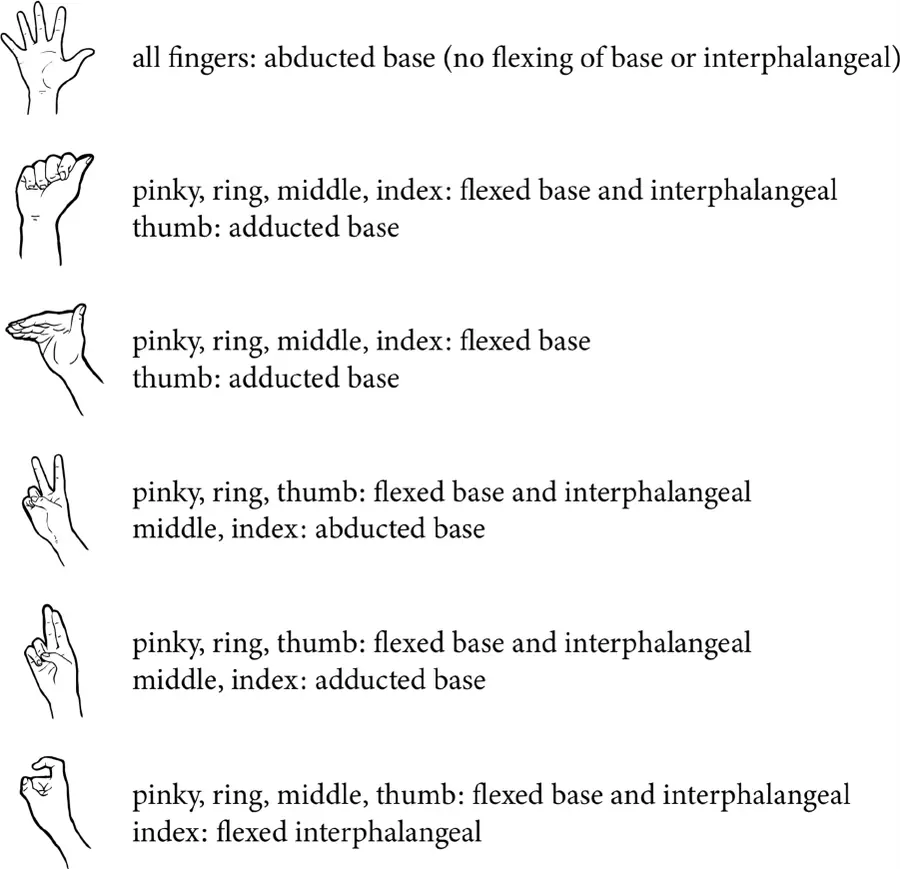 all fingers: abducted base (no flexing of base or interphalangeal)
pinky, ring, middle, index: flexed base and interphalangeal
thumb: adducted base
pinky, ring, middle, index: flexed base
thumb: adducted base
pinky, ring, thumb: flexed base and interphalangeal
middle, index: abducted base
pinky, ring, thumb: flexed base and interphalangeal
middle, index: adducted base
pinky, ring, middle, thumb: flexed base and interphalangeal
index: flexed interphalangeal